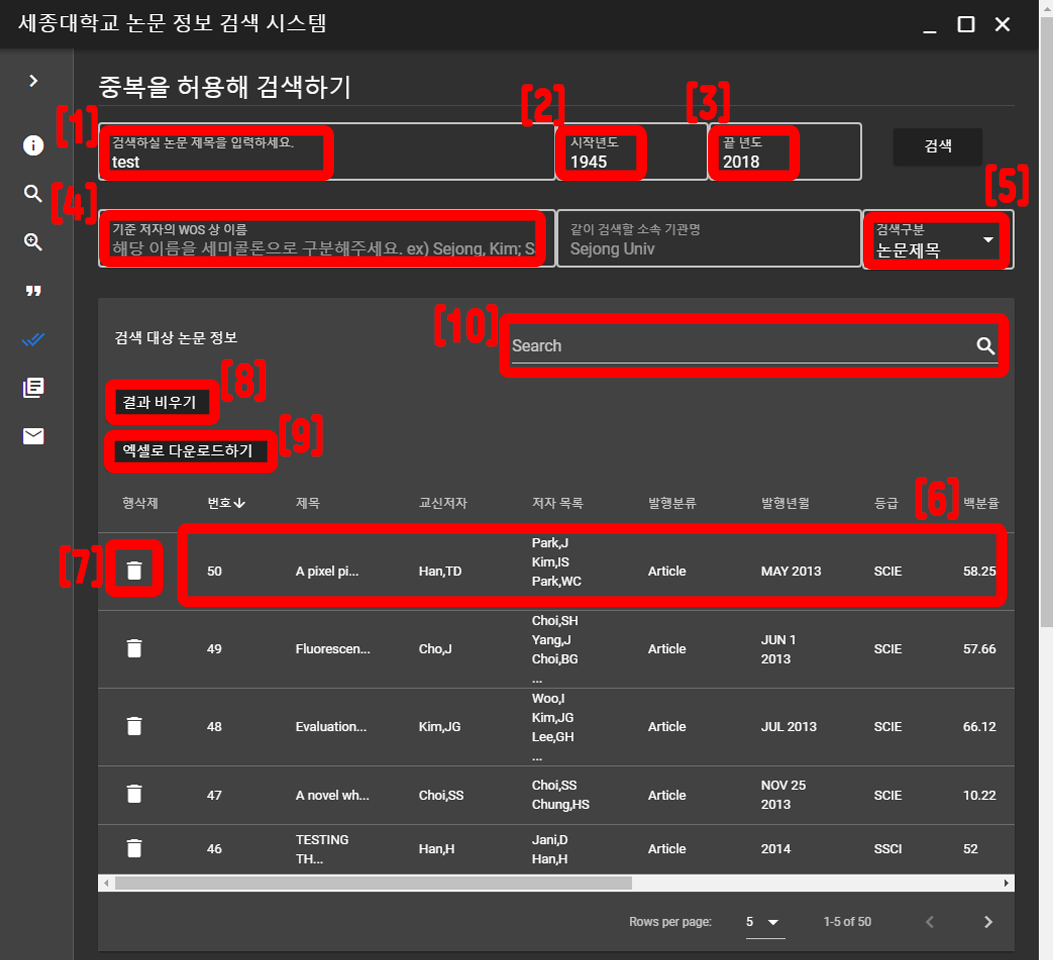 세종대학교 논문 정보 검색 시스템
중복을 허용해 검색하기
[1] [2] [3]
검색하실 논문 제목을 입력하세요. 시작년도 끝 년도
test 1945 2018 검색
[4] [5]
기준 저자의 WOS 상 이름 같이 검색할 소속 기관명 검색구분
해당 이름을 세미콜론으로 구분해주세요. ex) Sejong, Kim; S Sejong Univ 논문제목
검색 대상 논문 정보 [10] Search
결과 비우기 [8]
엑셀로 다운로드하기 [9]
행삭제 번호 제목 교신저자 저자 목록 발행분류 발행년월 등급 [6] 백분율
Park,J
[7] 50 A pixel pi... Han,TD Kim,IS Article MAY 2013 SCIE 58.25
Park,WC
Choi,SH
49 Fluorescen... Cho,J Yang,J Article JUN 1 SCIE 57.66
Choi,BG 2013
...
Woo,I
48 Evaluation... Kim,JG Kim,JG Article JUL 2013 SCIE 66.12
Lee,GH
...
47 A novel wh... Choi,SS Choi,SS Article NOV 25 SCIE 10.22
Chung,HS 2013
46 TESTING Han,H Jani,D Article 2014 SSCI 52
TH... Han,H
Rows per page: 5 1-5 of 50